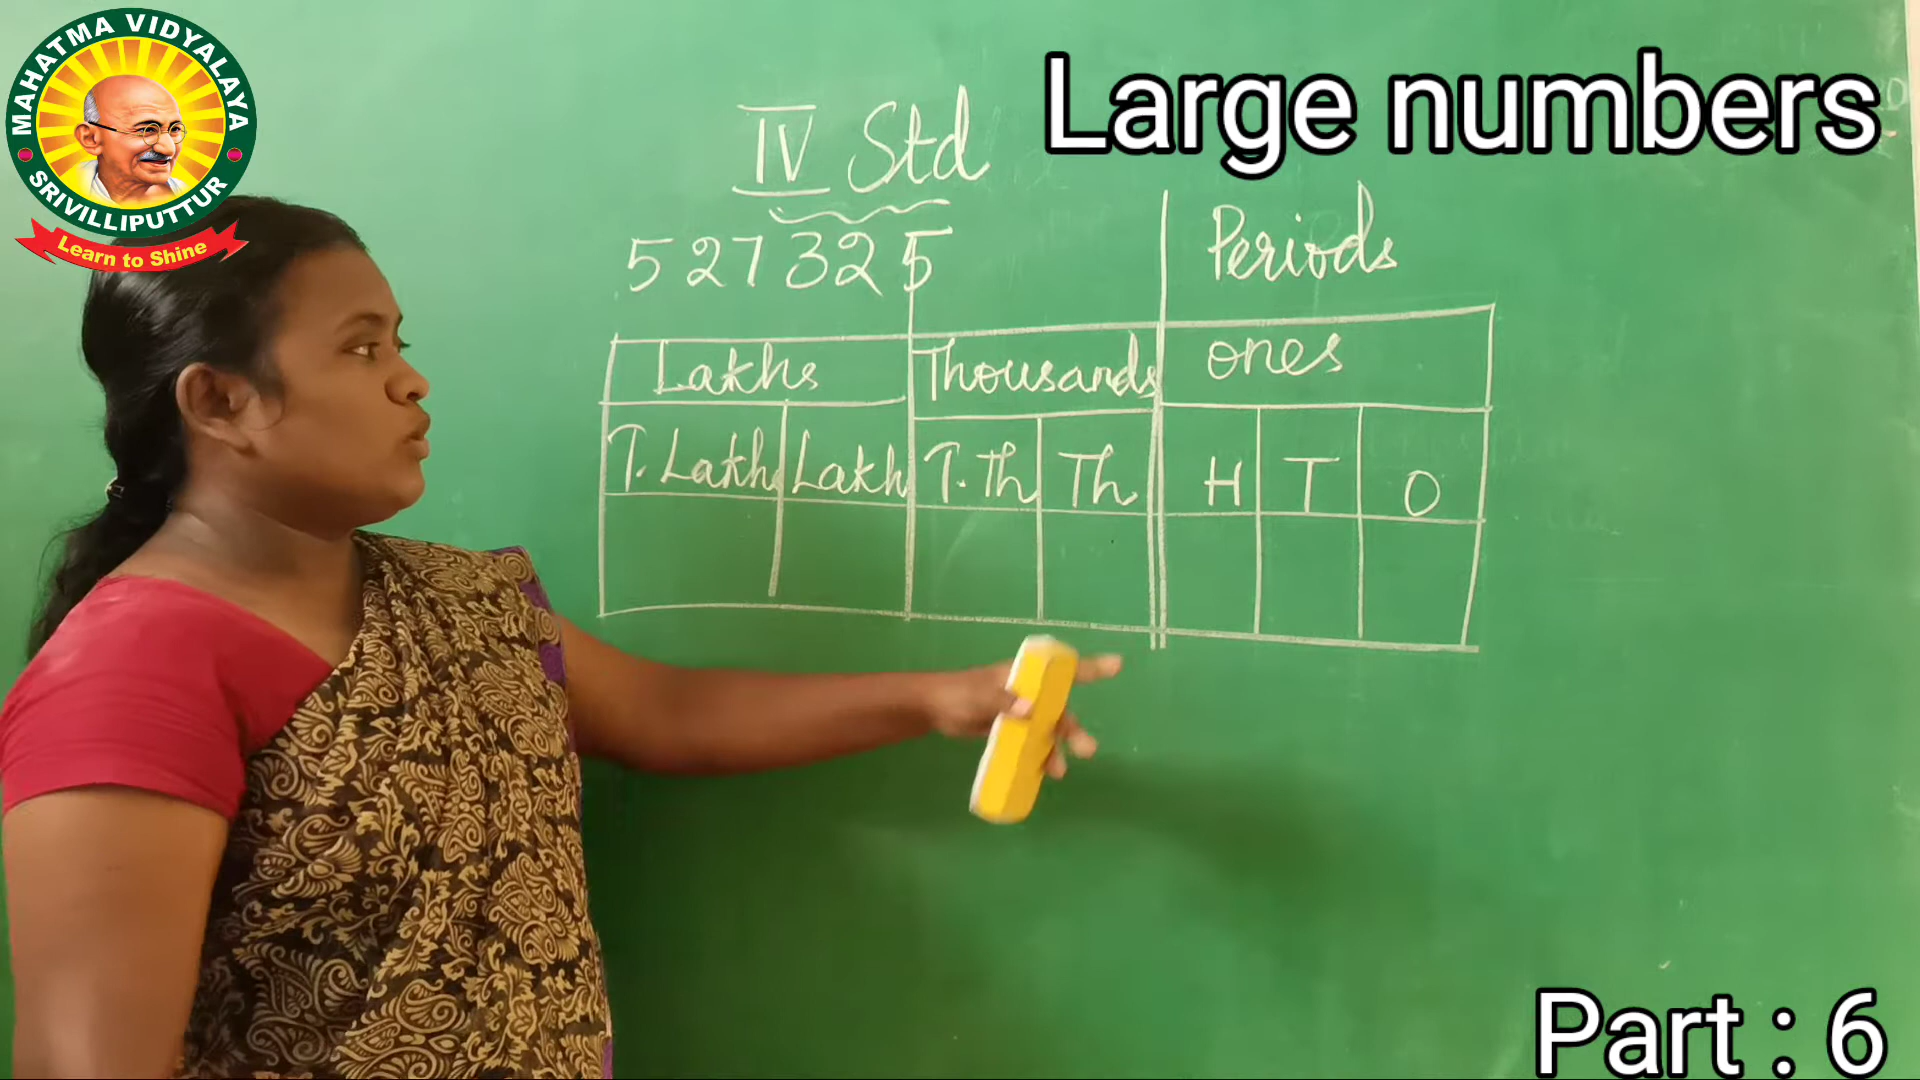 MAHATMA VIDYALAYA
SRIVILLIPUTTUR
Learn to Shine
Large numbers
IV Std
527325
Periods
Lakhs Thousands ones
T. Lakh Lakh T. Th Th H T O
Part : 6